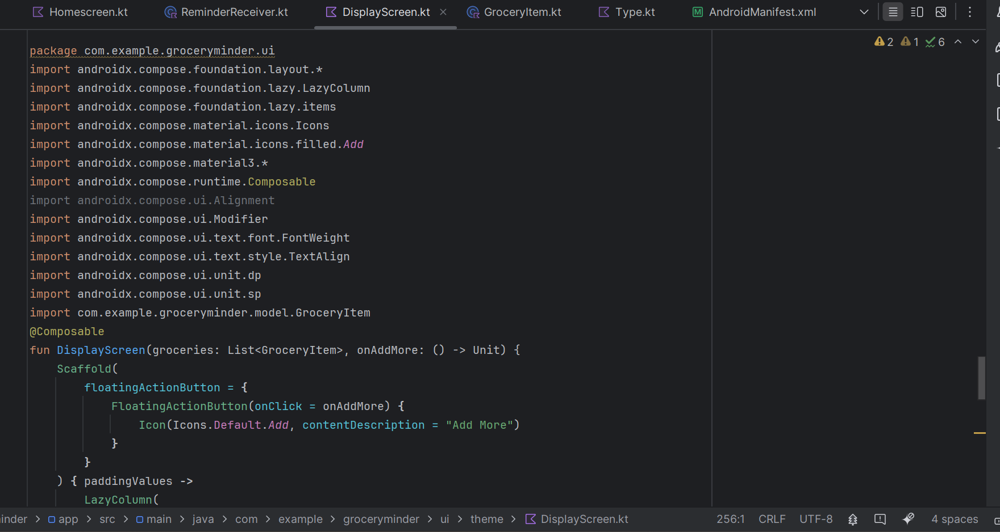 Homescreen.kt ReminderReceiver.kt DisplayScreen.kt GroceryItem.kt Type.kt AndroidManifest.xml
2 1 6
package com.example.groceryminder.ui
import androidx.compose.foundation.layout.*
import androidx.compose.foundation.lazy.LazyColumn
import androidx.compose.foundation.lazy.items
import androidx.compose.material.icons.Icons
import androidx.compose.material.icons.filled.Add
import androidx.compose.material3.*
import androidx.compose.runtime.Composable
import androidx.compose.ui.Alignment
import androidx.compose.ui.Modifier
import androidx.compose.ui.text.font.FontWeight
import androidx.compose.ui.text.style.TextAlign
import androidx.compose.ui.unit.dp
import androidx.compose.ui.unit.sp
import com.example.groceryminder.model.GroceryItem
@Composable
fun DisplayScreen(groceries: List<GroceryItem>, onAddMore: () -> Unit) {
    Scaffold(
        floatingActionButton = {
            FloatingActionButton(onClick = onAddMore) {
                Icon(Icons.Default.Add, contentDescription = "Add More")
            }
        }
    ) { paddingValues ->
        LazyColumn(
inder > app > src > main > java > com > example > groceryminder > ui > theme > DisplayScreen.kt 256:1 CRLF UTF-8 4 spaces